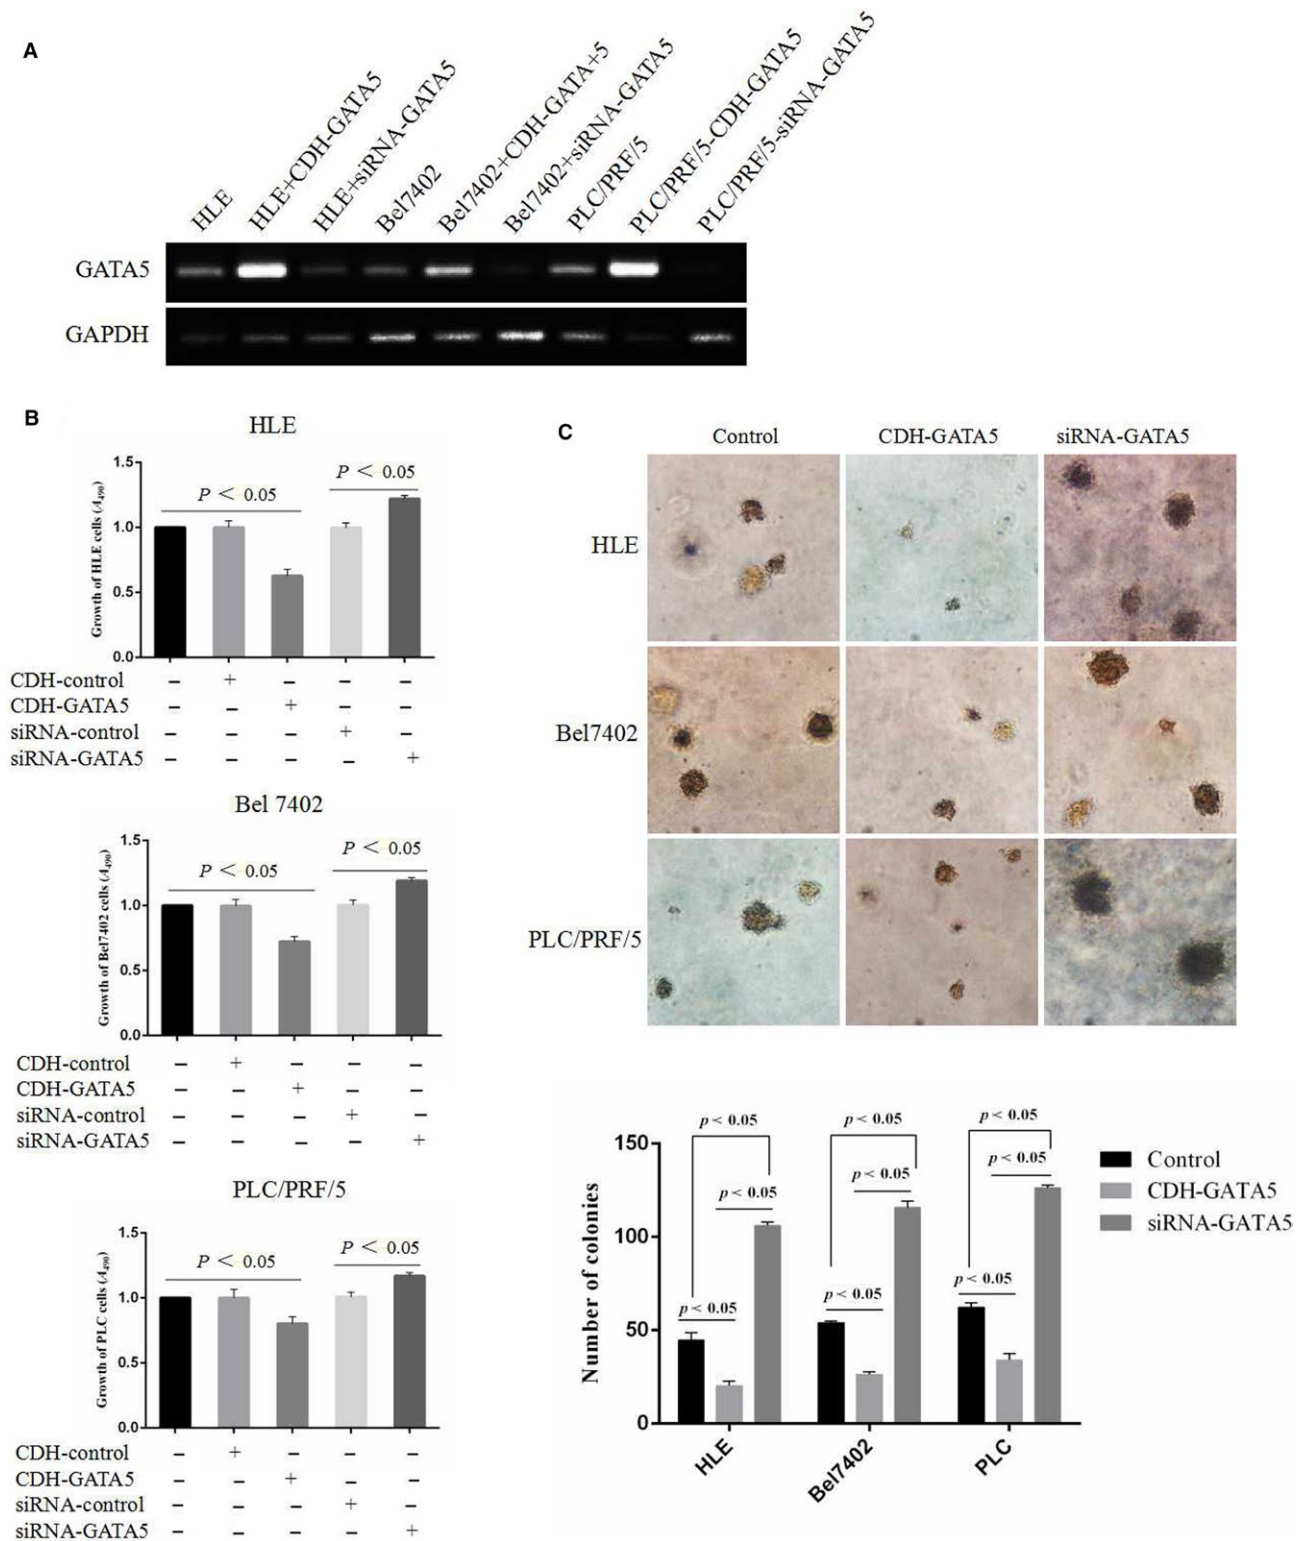 A
HLE
HLE+CDH-GATA5
HLE+siRNA-GATA5
Bel7402
Bel7402+CDH-GATA+5
Bel7402+siRNA-GATA5
PLC/PRF/5
PLC/PRF/5-CDH-GATA5
PLC/PRF/5-siRNA-GATA5
GATA5
GAPDH
B
HLE
Growth of HLE cells (A490)
1.5
1.0
0.5
0.0
P < 0.05
P < 0.05
CDH-control – + – – –
CDH-GATA5 – – + – –
siRNA-control – – – + –
siRNA-GATA5 – – – – +
Bel 7402
Growth of Bel7402 cells (A490)
1.5
1.0
0.5
0.0
P < 0.05
P < 0.05
CDH-control – + – – –
CDH-GATA5 – – + – –
siRNA-control – – – + –
siRNA-GATA5 – – – – +
PLC/PRF/5
Growth of PLC cells (A490)
1.5
1.0
0.5
0.0
P < 0.05
P < 0.05
CDH-control – + – – –
CDH-GATA5 – – + – –
siRNA-control – – – + –
siRNA-GATA5 – – – – +
C
Control CDH-GATA5 siRNA-GATA5
HLE
Bel7402
PLC/PRF/5
Number of colonies
150
100
50
0
p < 0.05
p < 0.05
p < 0.05
p < 0.05
p < 0.05
p < 0.05
p < 0.05
p < 0.05
p < 0.05
HLE
Bel7402
PLC
Control
CDH-GATA5
siRNA-GATA5